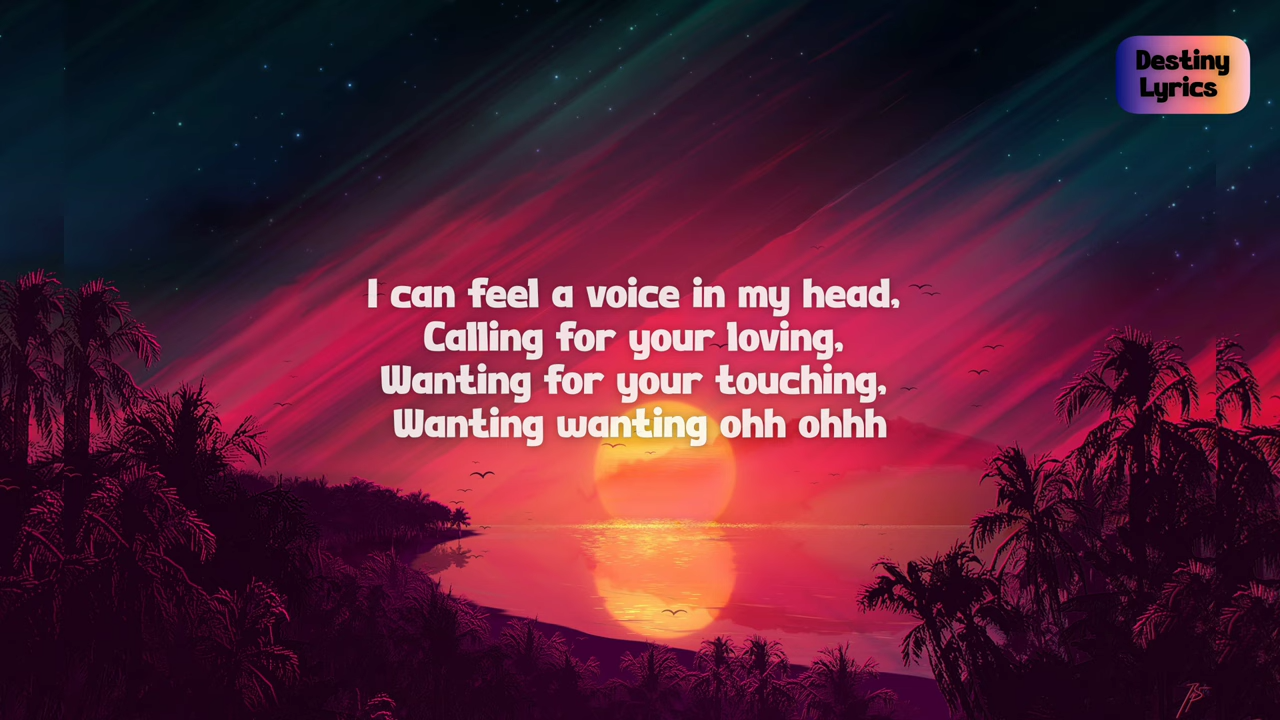 Destiny
Lyrics
I can feel a voice in my head,
Calling for your loving,
Wanting for your touching,
Wanting wanting ohh ohhh